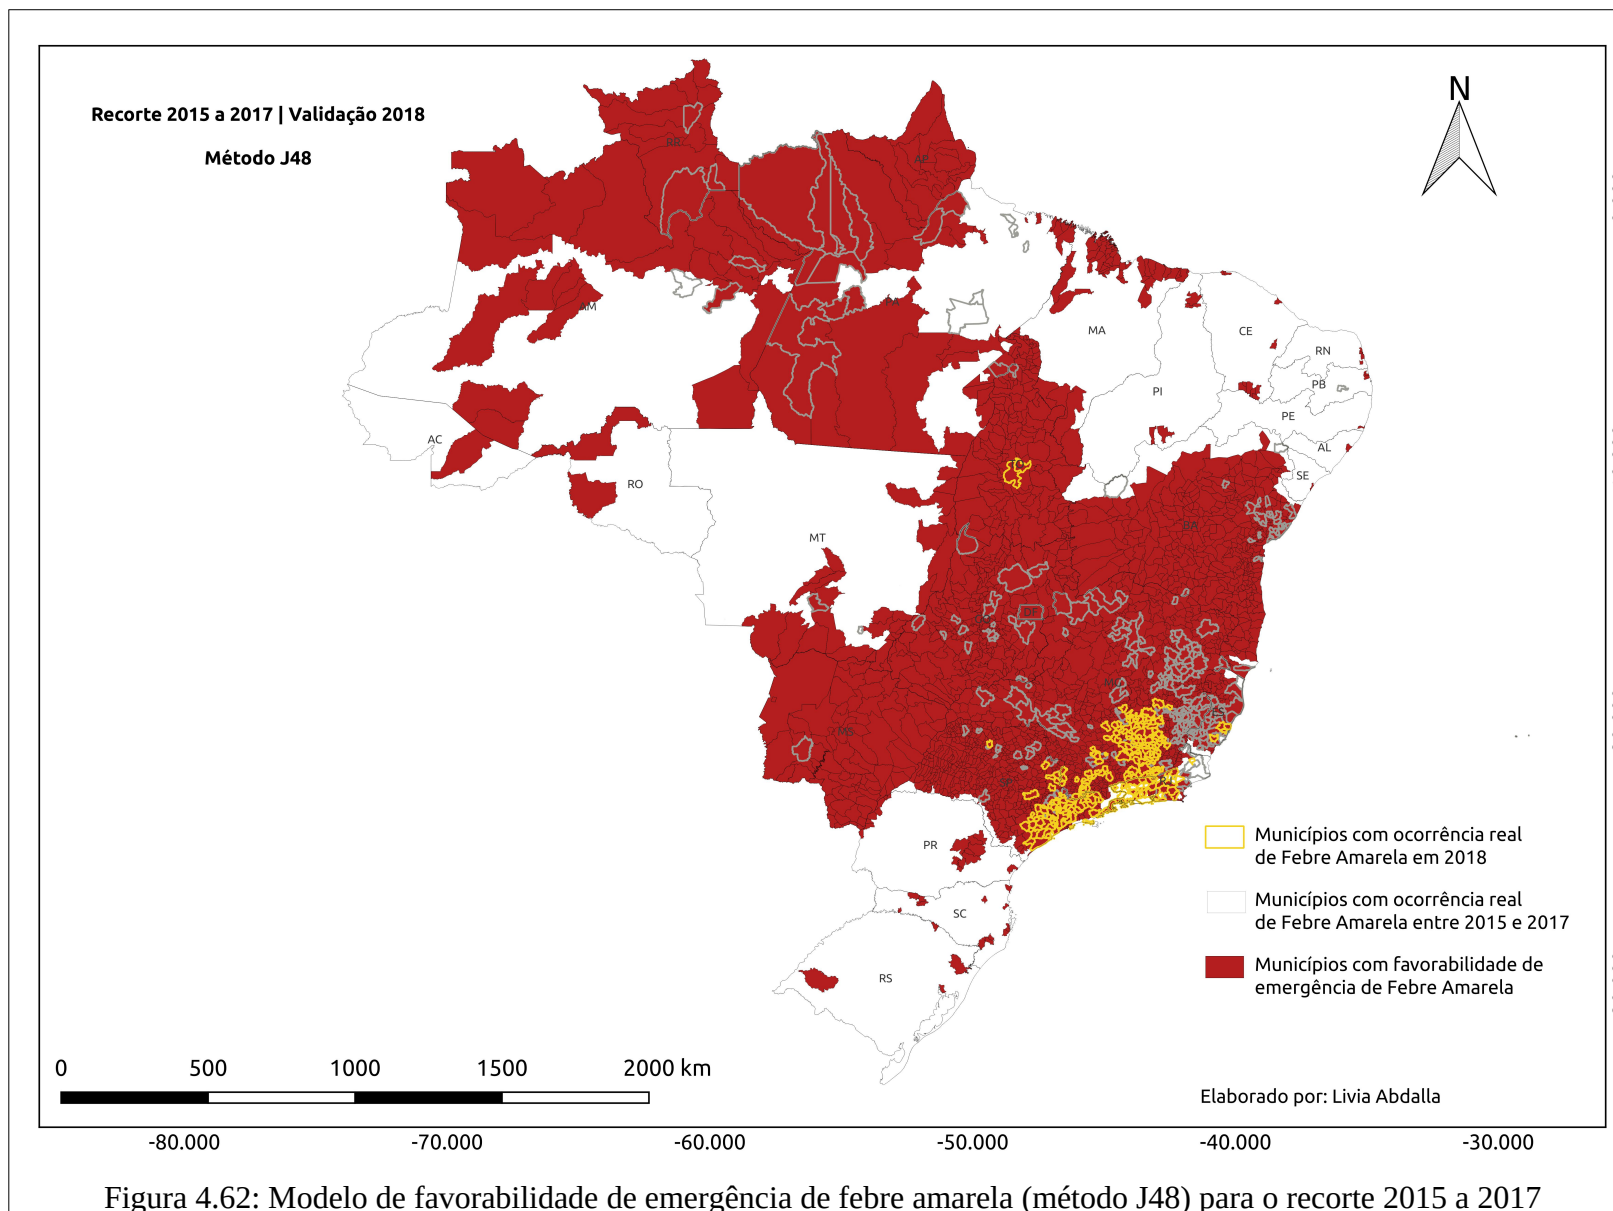 Recorte 2015 a 2017 | Validação 2018
Método J48
N
RR
AP
AM
PA
MA
CE
RN
PB
PI
PE
AL
SE
AC
RO
TO
MT
BA
DF
MS
PR
SC
RS
Municípios com ocorrência real
de Febre Amarela em 2018
Municípios com ocorrência real
de Febre Amarela entre 2015 e 2017
Municípios com favorabilidade de
emergência de Febre Amarela
0 500 1000 1500 2000 km
Elaborado por: Livia Abdalla
-80.000 -70.000 -60.000 -50.000 -40.000 -30.000
Figura 4.62: Modelo de favorabilidade de emergência de febre amarela (método J48) para o recorte 2015 a 2017